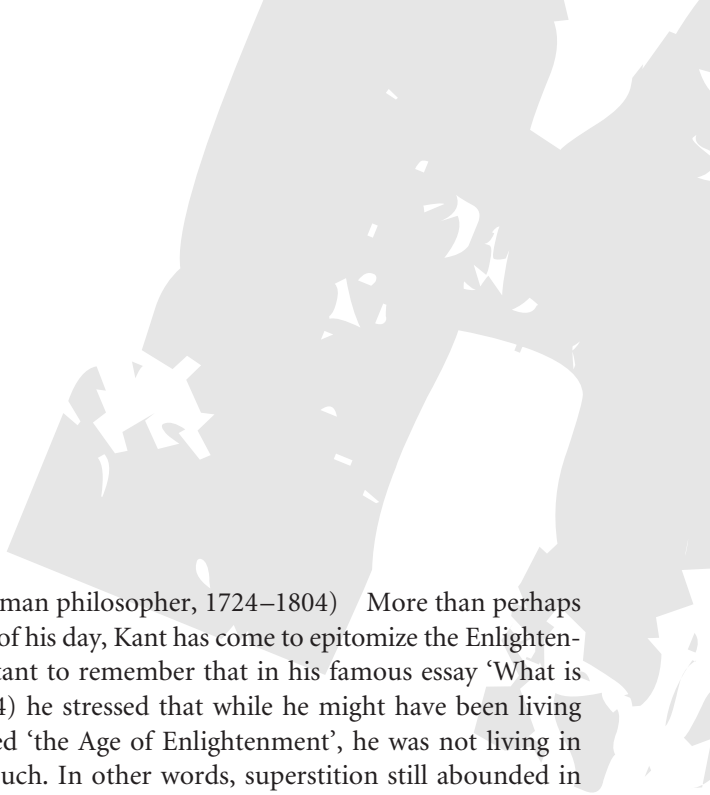 man philosopher, 1724–1804) More than perhaps
of his day, Kant has come to epitomize the Enlighten-
tant to remember that in his famous essay ‘What is
4) he stressed that while he might have been living
ed ‘the Age of Enlightenment’, he was not living in
uch. In other words, superstition still abounded in